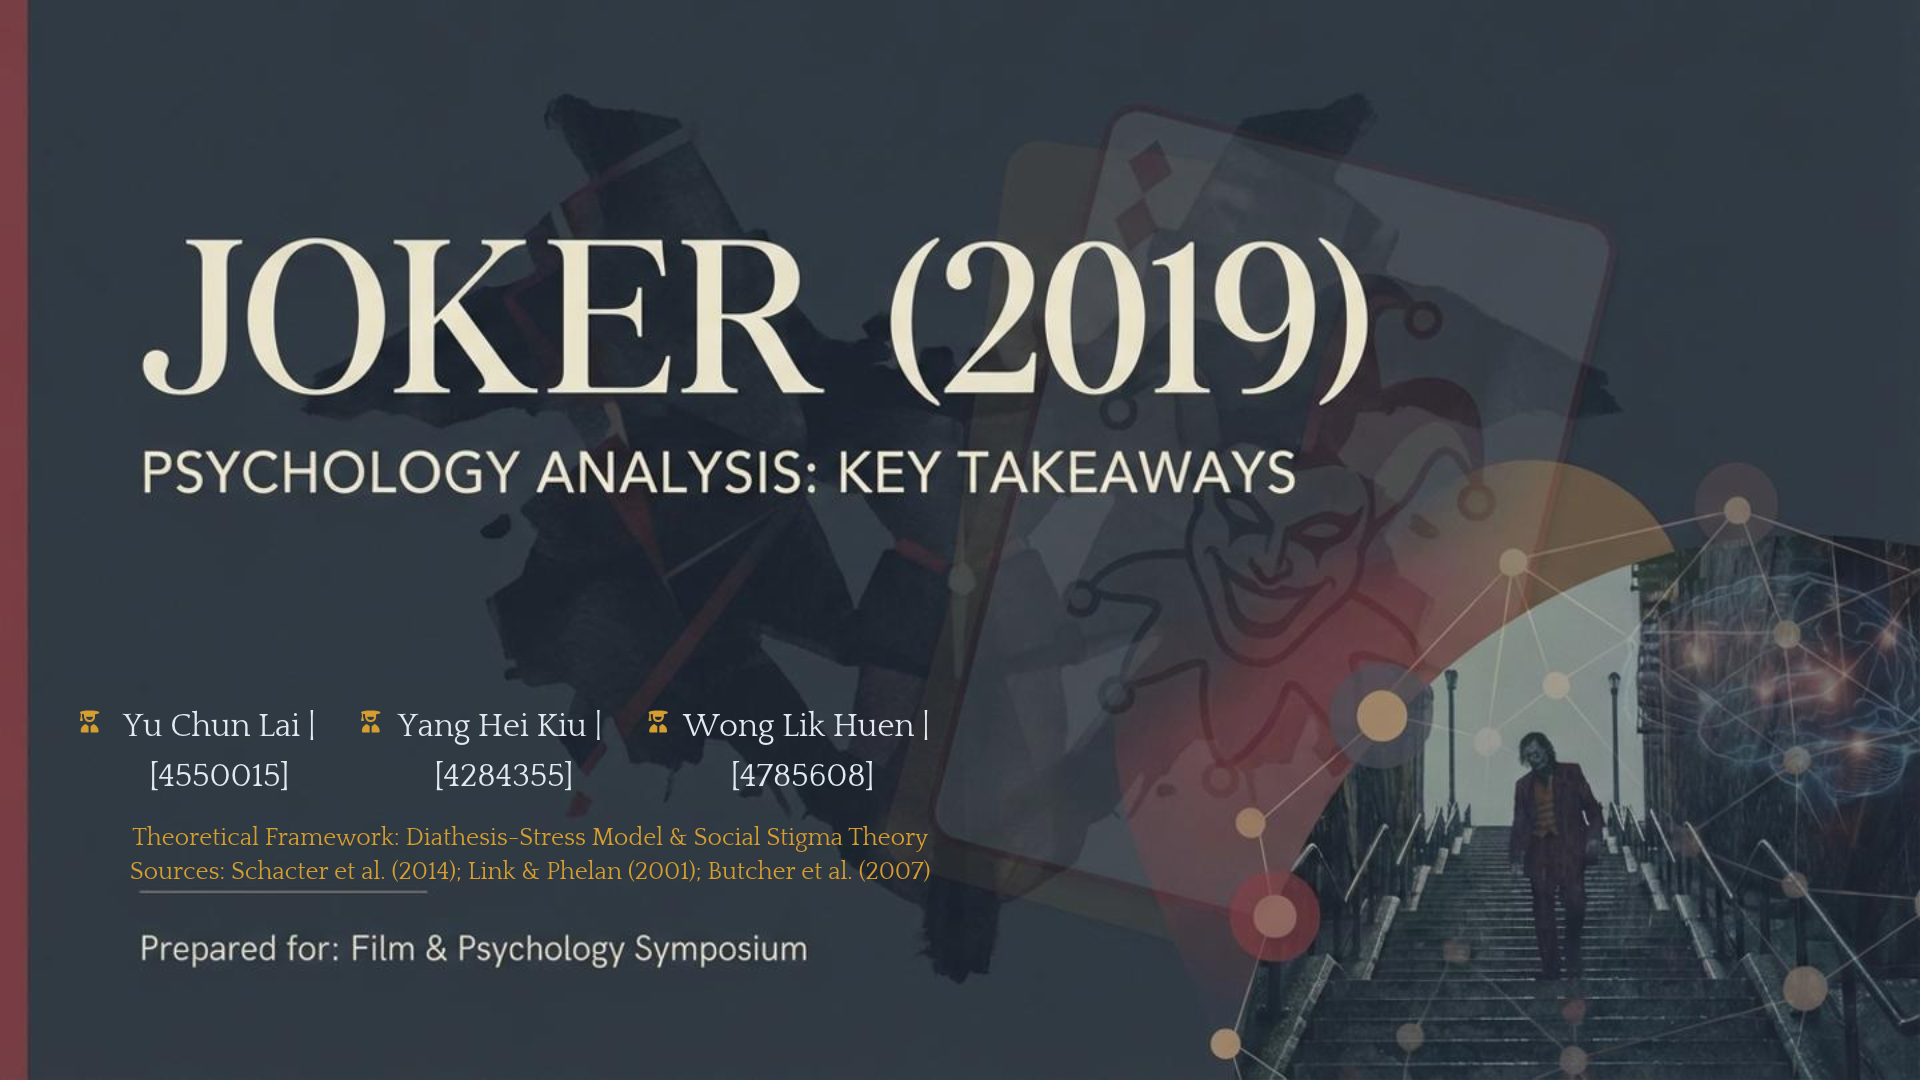 JOKER (2019)
PSYCHOLOGY ANALYSIS: KEY TAKEAWAYS
Yu Chun Lai | Yang Hei Kiu | Wong Lik Huen |
[4550015] [4284355] [4785608]
Theoretical Framework: Diathesis-Stress Model & Social Stigma Theory
Sources: Schacter et al. (2014); Link & Phelan (2001); Butcher et al. (2007)
Prepared for: Film & Psychology Symposium